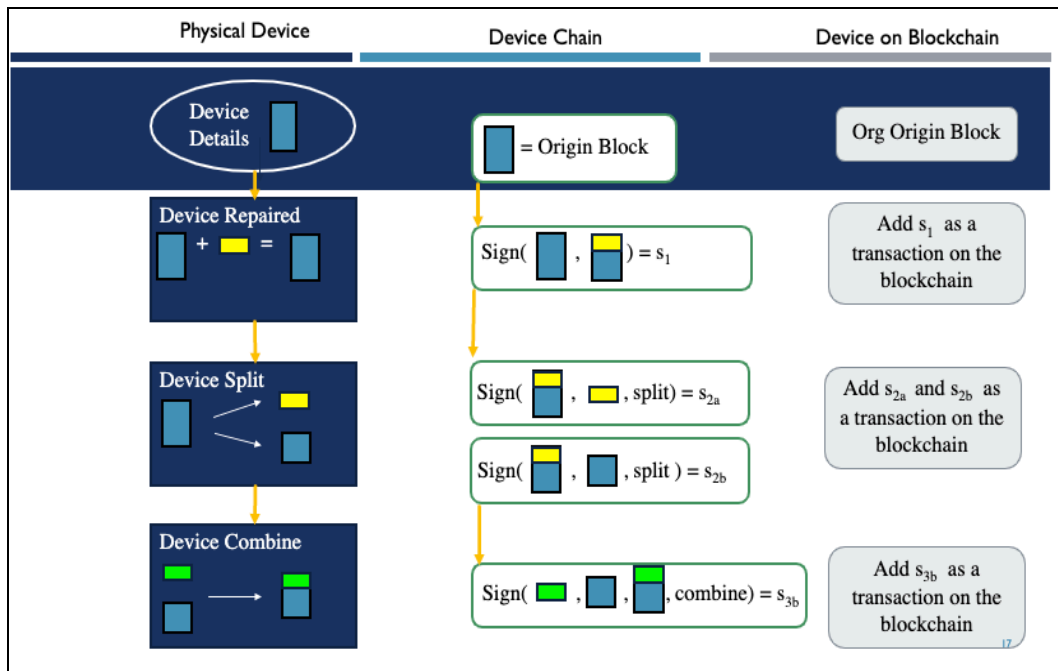 Physical Device
Device Chain
Device on Blockchain
Device
Details
= Origin Block
Org Origin Block
Device Repaired
+ =
Sign( , ) = s₁
Add s₁ as a
transaction on the
blockchain
Device Split
Sign( , , split) = s₂ₐ
Sign( , , split ) = s₂b
Add s₂ₐ and s₂b as
a transaction on the
blockchain
Device Combine
Sign( , , , combine) = s₃b
Add s₃b as a
transaction on the
blockchain
17